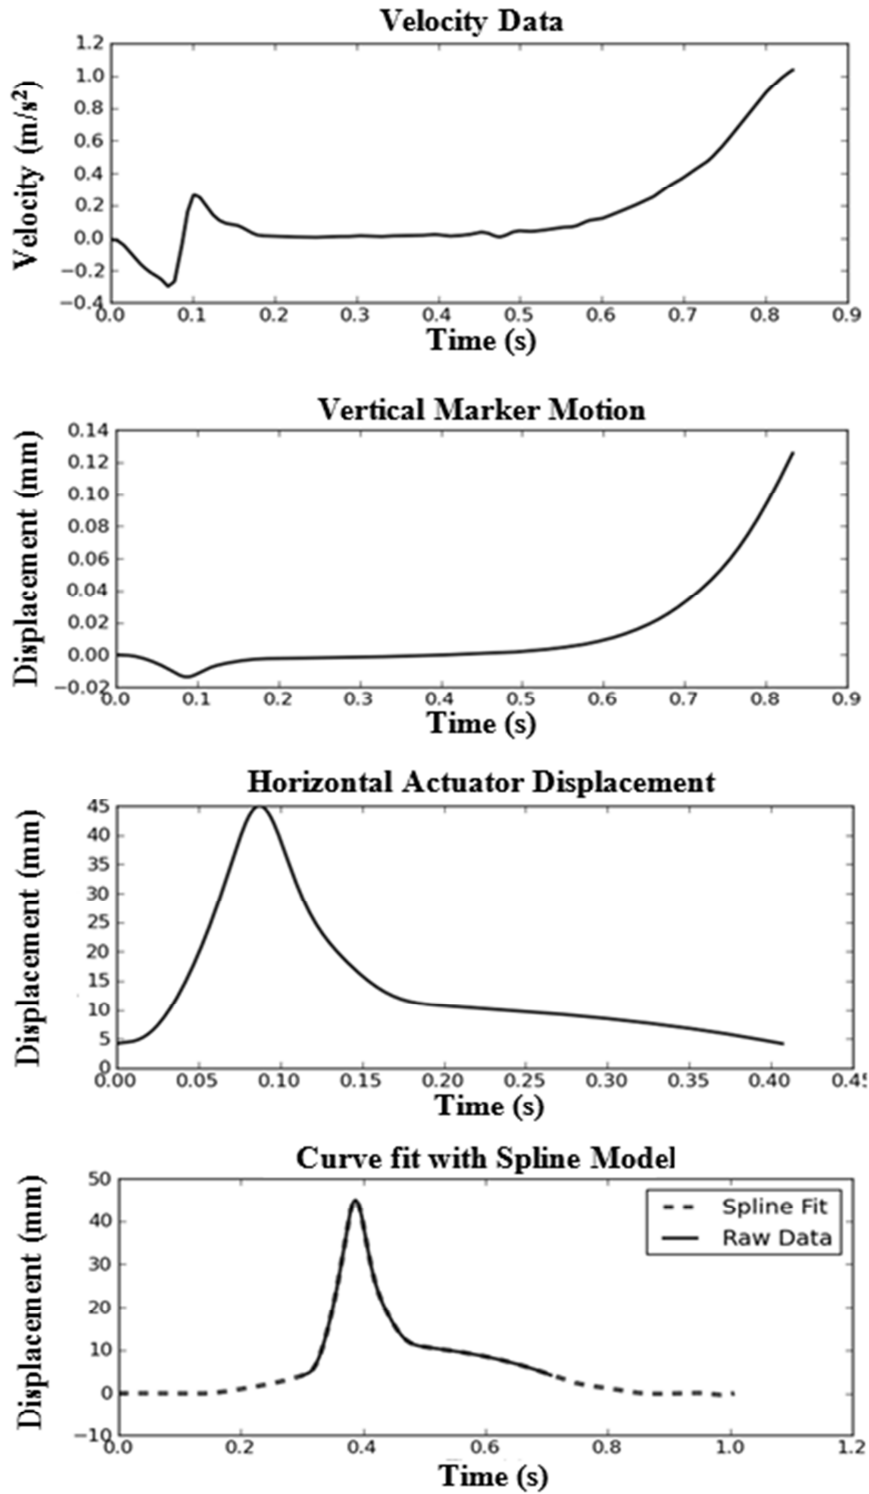 Velocity Data
Velocity (m/s²)
1.2
1.0
0.8
0.6
0.4
0.2
0.0
−0.2
−0.4
0.0 0.1 0.2 0.3 0.4 0.5 0.6 0.7 0.8 0.9
Time (s)
Vertical Marker Motion
Displacement (mm)
0.14
0.12
0.10
0.08
0.06
0.04
0.02
0.00
−0.02
0.0 0.1 0.2 0.3 0.4 0.5 0.6 0.7 0.8 0.9
Time (s)
Horizontal Actuator Displacement
Displacement (mm)
45
40
35
30
25
20
15
10
5
0
0.00 0.05 0.10 0.15 0.20 0.25 0.30 0.35 0.40 0.45
Time (s)
Curve fit with Spline Model
Displacement (mm)
50
40
30
20
10
0
−10
Spline Fit
Raw Data
0.0 0.2 0.4 0.6 0.8 1.0 1.2
Time (s)